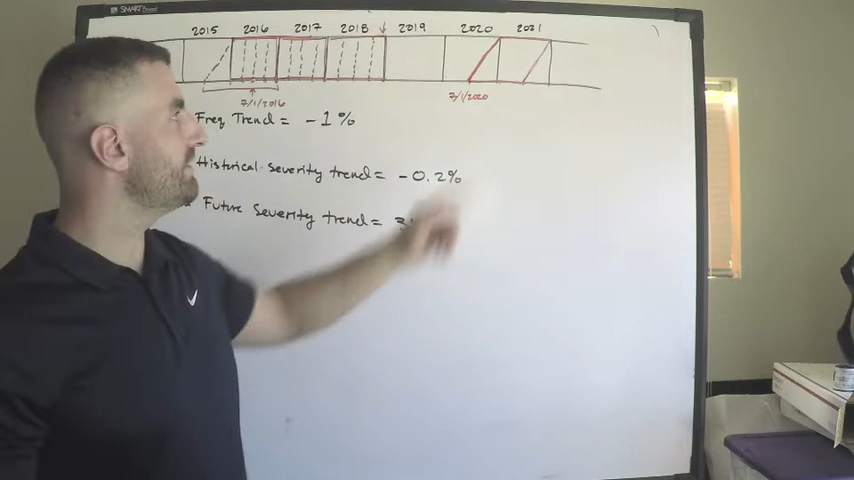 SMART Board
2015 2016 2017 2018 2019 2020 2021
7/1/2016 7/1/2020
Freq Trend = -1%
Historical severity trend = -0.2%
Future Severity trend = 3